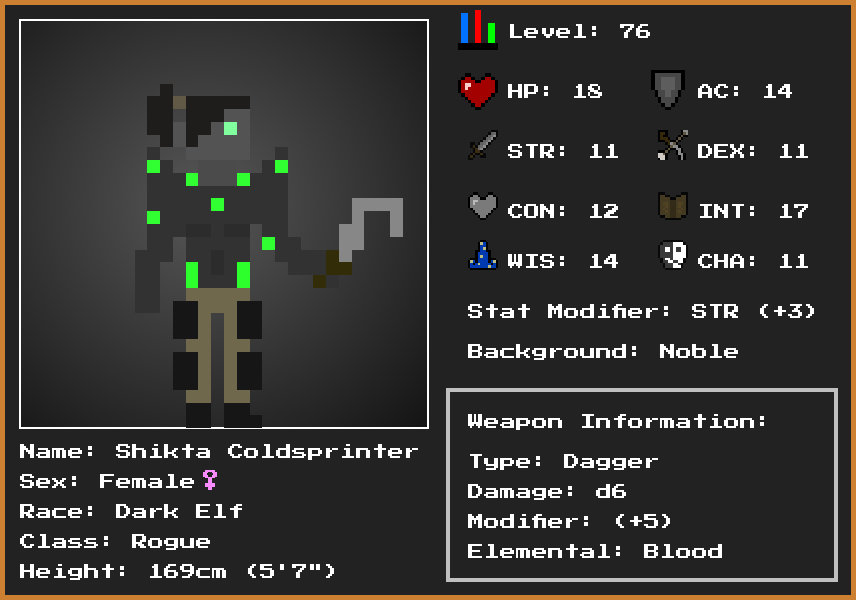 Level: 76
HP: 18 AC: 14
STR: 11 DEX: 11
CON: 12 INT: 17
WIS: 14 CHA: 11
Stat Modifier: STR (+3)
Background: Noble
Weapon Information:
Type: Dagger
Damage: d6
Modifier: (+5)
Elemental: Blood
Name: Shikta Coldsprinter
Sex: Female♀
Race: Dark Elf
Class: Rogue
Height: 169cm (5'7")